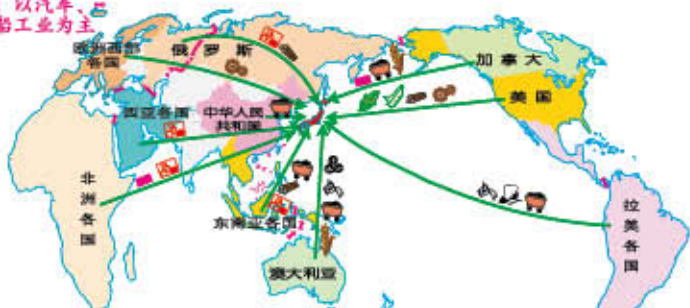 以汽车、
船工业为主
欧洲西部
各国
俄罗斯
加拿大
美国
西亚各国
中华人民
共和国
非洲各国
东南亚各国
澳大利亚
拉美各国